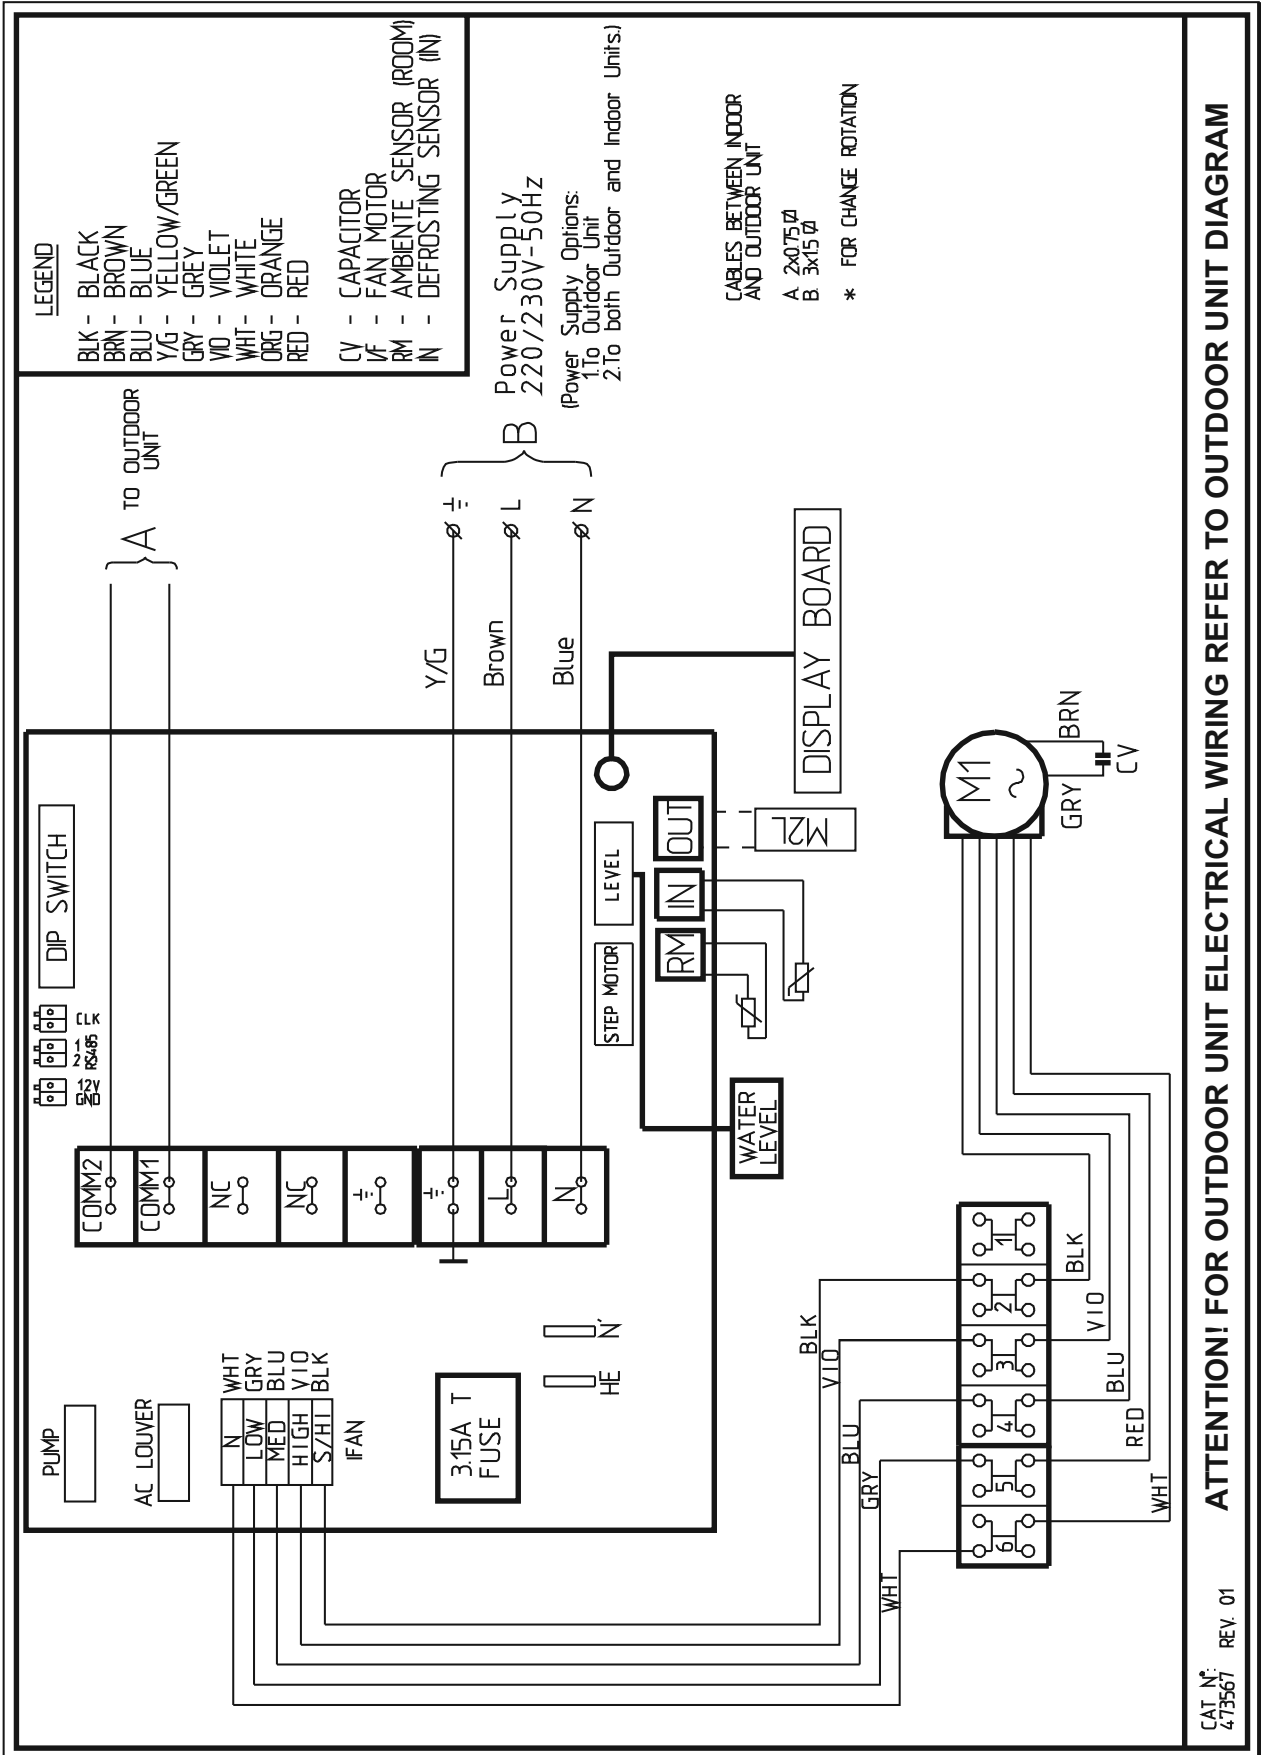 LEGEND
BLK - BLACK
BRN - BROWN
BLU - BLUE
Y/G - YELLOW/GREEN
GRY - GREY
VIO - VIOLET
WHT - WHITE
ORG - ORANGE
RED - RED
CV - CAPACITOR
I/F - FAN MOTOR
RM - AMBIENTE SENSOR (ROOM)
IN - DEFROSTING SENSOR (IN)
TO OUTDOOR
UNIT
A
B
Power Supply
220/230V-50Hz
(Power Supply Options:
1.To Outdoor Unit
2.To both Outdoor and Indoor Units.)
CABLES BETWEEN INDOOR
AND OUTDOOR UNIT
A. 2x0.75
B. 3x1.5
* FOR CHANGE ROTATION
L
N
Y/G
Brown
Blue
DISPLAY BOARD
DIP SWITCH
CLK
1
2
RS485
12V
GND
COMM2
COMM1
NC
NC
L
N
LEVEL
STEP MOTOR
OUT
IN
RM
M2L
WATER
LEVEL
M1
~
BRN
GRY
CV
PUMP
AC LOUVER
WHT
GRY
BLU
VIO
BLK
N
LOW
MED
HIGH
S/HI
IFAN
3.15A T
FUSE
HE
N'
BLK
VIO
BLU
GRY
WHT
1
2
3
4
5
6
BLK
VIO
BLU
RED
WHT
ATTENTION! FOR OUTDOOR UNIT ELECTRICAL WIRING REFER TO OUTDOOR UNIT DIAGRAM
CAT N°:
473567 REV. 01